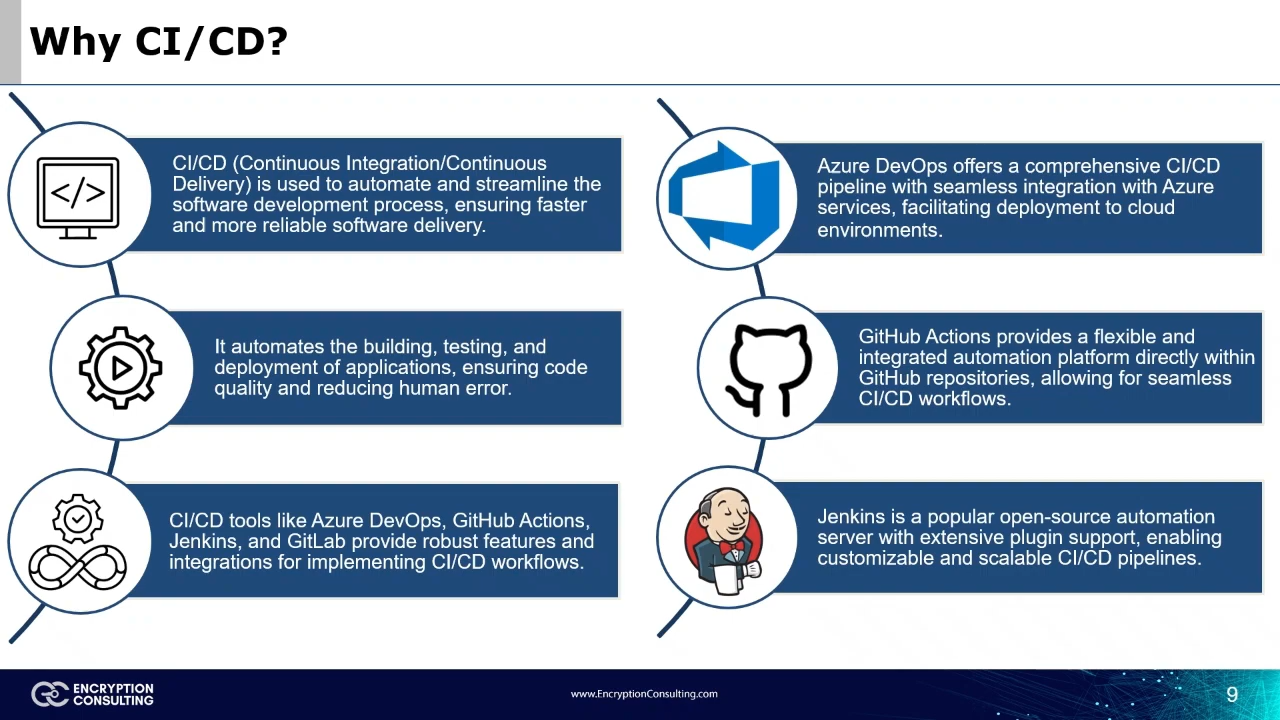 Why CI/CD?
</>
CI/CD (Continuous Integration/Continuous
Delivery) is used to automate and streamline the
software development process, ensuring faster
and more reliable software delivery.
It automates the building, testing, and
deployment of applications, ensuring code
quality and reducing human error.
CI/CD tools like Azure DevOps, GitHub Actions,
Jenkins, and GitLab provide robust features and
integrations for implementing CI/CD workflows.
Azure DevOps offers a comprehensive CI/CD
pipeline with seamless integration with Azure
services, facilitating deployment to cloud
environments.
GitHub Actions provides a flexible and
integrated automation platform directly within
GitHub repositories, allowing for seamless
CI/CD workflows.
Jenkins is a popular open-source automation
server with extensive plugin support, enabling
customizable and scalable CI/CD pipelines.
ENCRYPTION
CONSULTING
www.EncryptionConsulting.com
9